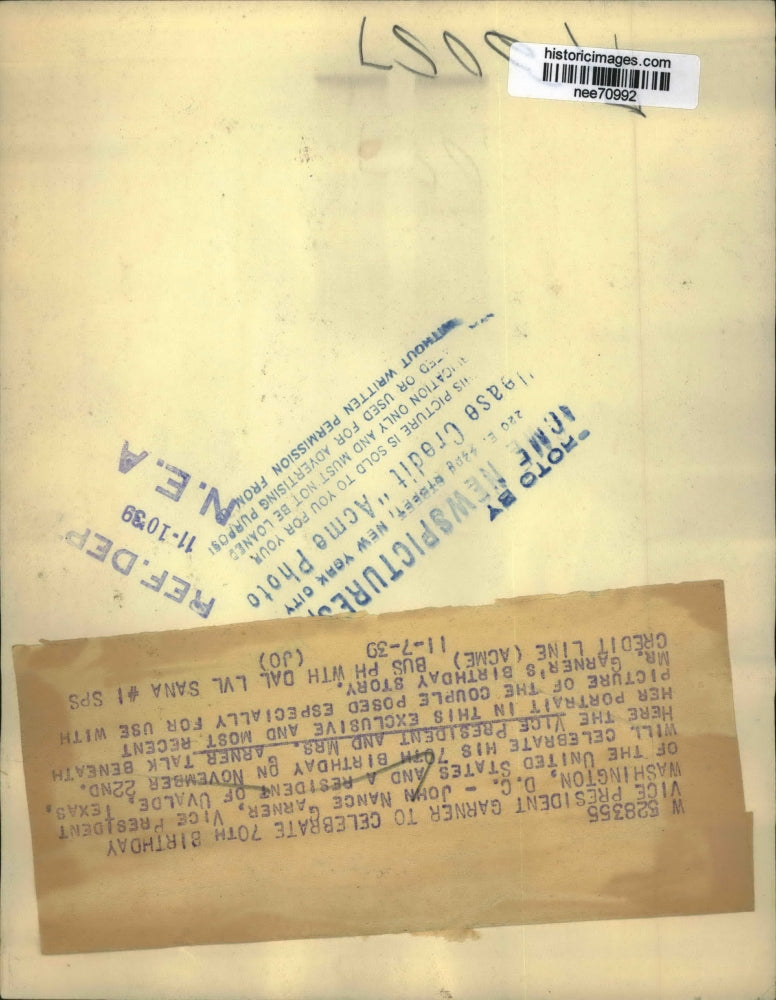 historicimages.com
nee70992
PHOTO BY
ACME NEWSPICTURES,
220 E. 42ND STREET, NEW YORK CITY
Credit "Acme Photo
THIS PICTURE IS SOLD TO YOU FOR YOUR
PUBLICATION ONLY AND MUST NOT BE LOANED
OR USED FOR ADVERTISING PURPOSE
WITHOUT WRITTEN PERMISSION FROM
N.E.A
11-10-39
REF.DEP
W 528355
VICE PRESIDENT GARNER TO CELEBRATE 70TH BIRTHDAY
WASHINGTON, D.C. - JOHN NANCE GARNER, VICE PRESIDENT
OF THE UNITED STATES AND A RESIDENT OF UVALDE, TEXAS,
WILL CELEBRATE HIS 70TH BIRTHDAY ON NOVEMBER 22ND.
HERE THE VICE PRESIDENT AND MRS. GARNER TALK BENEATH
HER PORTRAIT IN THIS EXCLUSIVE AND MOST RECENT
PICTURE OF THE COUPLE POSED ESPECIALLY FOR USE WITH
MR. GARNER'S BIRTHDAY STORY.
CREDIT LINE (ACME) BUS PH WTH DAL LVL SANA #1 SPS
11-7-39 (JO)